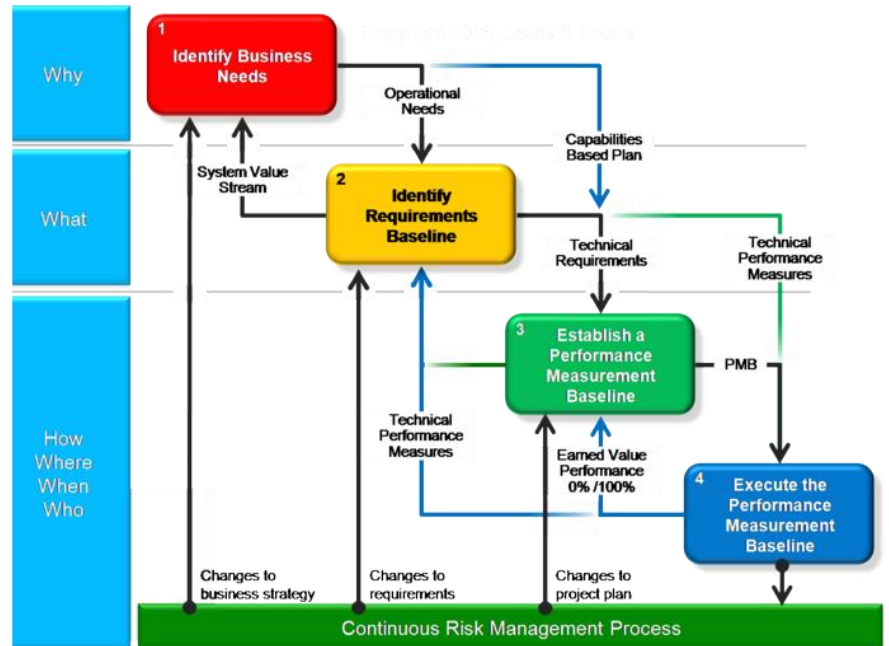 Why
1
Identify Business
Needs
Operational
Needs
Capabilities
Based Plan
System Value
Stream
What
2
Identify
Requirements
Baseline
Technical
Requirements
Technical
Performance
Measures
3
Establish a
Performance
Measurement
Baseline
PMB
How
Where
When
Who
Technical
Performance
Measures
Earned Value
Performance
0% /100%
4
Execute the
Performance
Measurement
Baseline
Changes to
business strategy
Changes to
requirements
Changes to
project plan
Continuous Risk Management Process